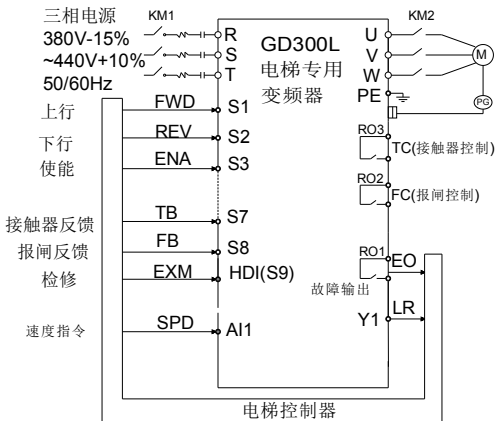 三相电源
380V-15%
~440V+10%
50/60Hz
KM1
R
S
T
GD300L
电梯专用
变频器
U
V
W
PE
KM2
M
PG
上行
FWD
S1
下行
REV
S2
使能
ENA
S3
接触器反馈
TB
S7
报闸反馈
FB
S8
检修
EXM
HDI(S9)
速度指令
SPD
AI1
RO3
TC(接触器控制)
RO2
FC(报闸控制)
RO1
EO
故障输出
Y1
LR
电梯控制器